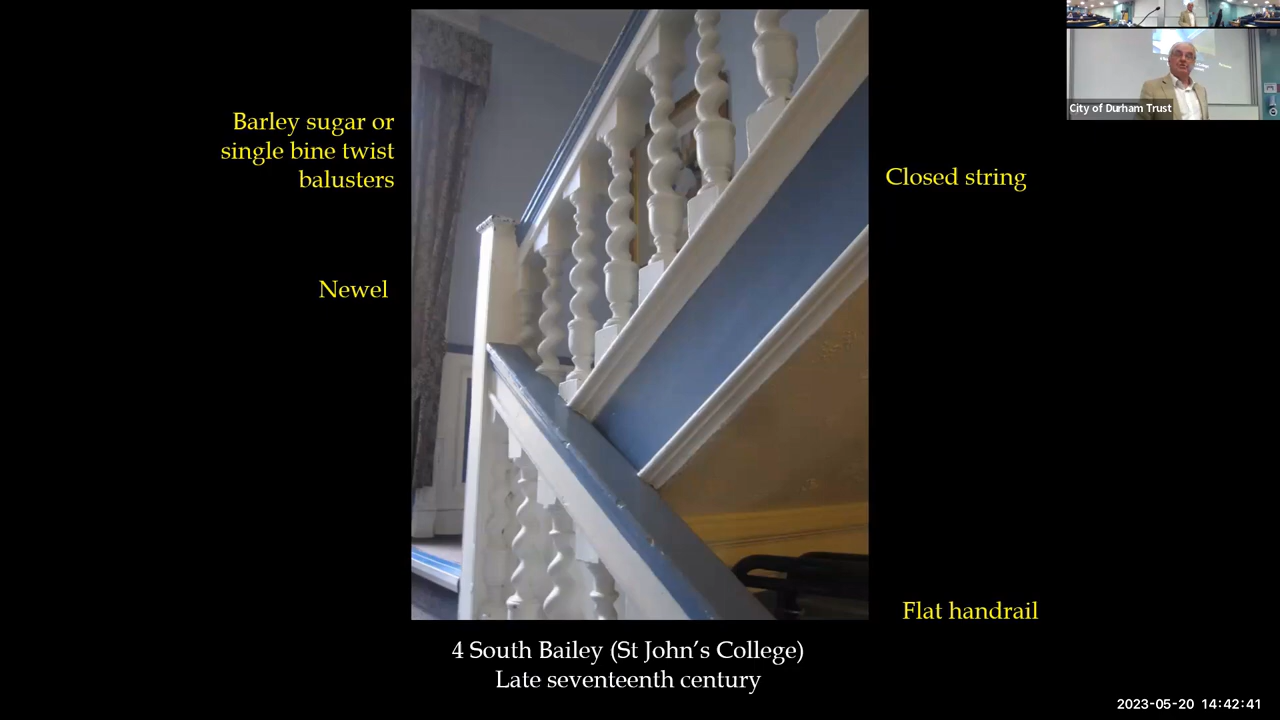 Barley sugar or
single bine twist
balusters
City of Durham Trust
Closed string
Newel
Flat handrail
4 South Bailey (St John’s College)
Late seventeenth century
2023-05-20 14:42:41